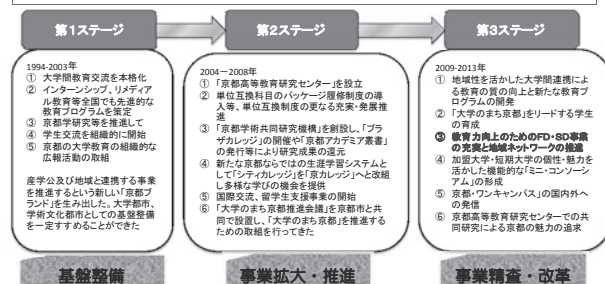 第1ステージ
第2ステージ
第3ステージ
1994-2003年
① 大学間教育交流を本格化
② インターンシップ、リメディア
ル教育等全国でも先進的な
教育プログラムを策定
③ 京都学研究等を推進して
④ 学生交流を組織的に開始
⑤ 京都の大学教育の組織的な
広報活動の取組
産学公及び地域と連携する事業
を推進するという新しい「京都ブ
ランド」を生み出した。大学都市、
学術文化都市としての基盤整備
を一定すすめることができた
2004－2008年
① 「京都高等教育研究センター」を設立
② 単位互換科目のパッケージ履修制度の導
入等、単位互換制度の更なる充実・発展推
進
③ 「京都学術共同研究機構」を創設し、「プラ
ザカレッジ」の開催や「京都アカデミア叢書」
の発行等により研究成果の還元
④ 新たな京都ならではの生涯学習システムと
して「シティカレッジ」を「京カレッジ」へと改組
し多様な学びの機会を提供
⑤ 国際交流、留学生支援事業の開始
⑥ 「大学のまち京都推進会議」を京都市と共
同で設置し、「大学のまち京都」を推進する
ための取組を行ってきた
2009-2013年
① 地域性を活かした大学間連携によ
る教育の質の向上と新たな教育プ
ログラムの開発
② 「大学のまち京都」をリードする学生
の育成
③ 教育力向上のためのFD・SD事業
の充実と地域ネットワークの推進
④ 加盟大学・短期大学の個性・魅力を
活かした機能的な「ミニ・コンソーシ
アム」の形成
⑤ 京都・ワンキャンパスの国内外へ
の発信
⑥ 京都高等教育研究センターでの共
同研究による京都の魅力の追求
基盤整備
事業拡大・推進
事業精査・改革